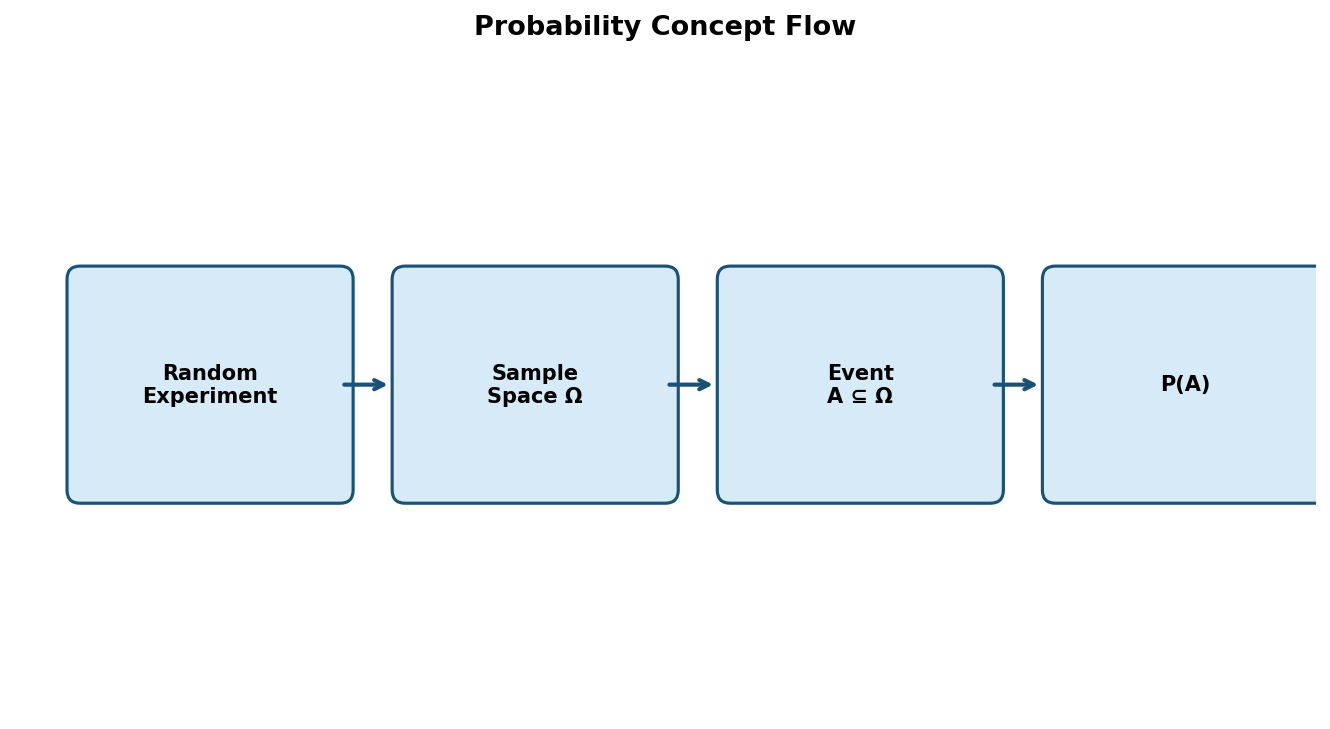 Probability Concept Flow
Random
Experiment
Sample
Space Ω
Event
A ⊆ Ω
P(A)